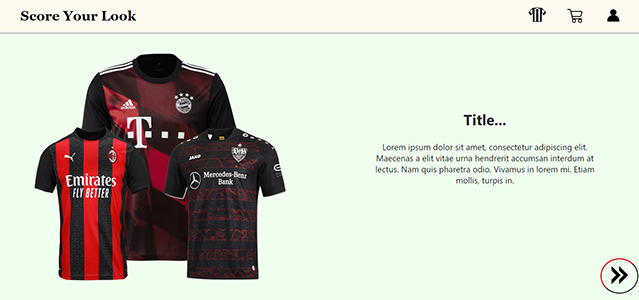 Score Your Look
adidas
T
Emirates
FLY BETTER
JAKO
Mercedes-Benz
Bank
Title...
Lorem ipsum dolor sit amet, consectetur adipiscing elit.
Maecenas a elit vitae urna hendrerit accumsan interdum at
lectus. Nam quis pharetra odio. Vivamus in lorem mi. Etiam
mollis, turpis in.